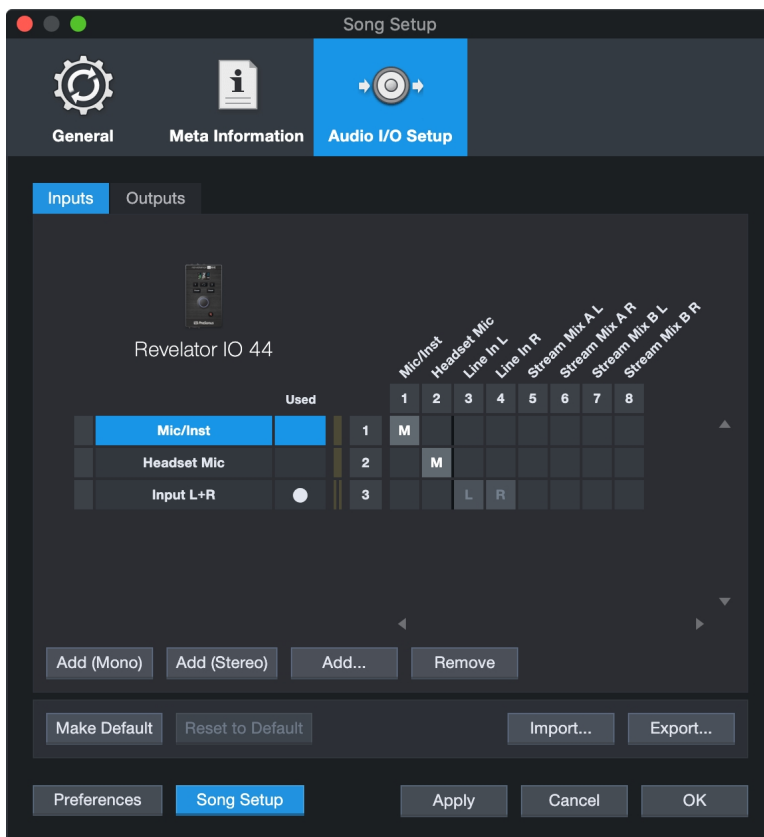 Song Setup
General
Meta Information
Audio I/O Setup
Inputs
Outputs
Revelator IO 44
Mic/Inst
Headset Mic
Line In L
Line In R
Stream Mix A L
Stream Mix A R
Stream Mix B L
Stream Mix B R
Used
1 2 3 4 5 6 7 8
Mic/Inst 1 M
Headset Mic 2 M
Input L+R 3 L R
Add (Mono)
Add (Stereo)
Add...
Remove
Make Default
Reset to Default
Import...
Export...
Preferences
Song Setup
Apply
Cancel
OK